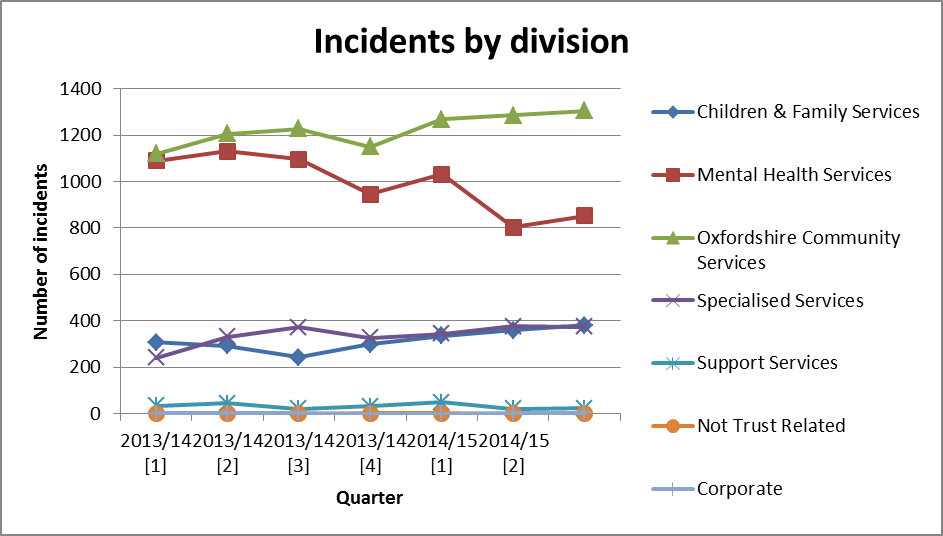 Incidents by division
1400
1200
1000
800
600
400
200
0
Number of incidents
2013/14 2013/14 2013/14 2013/14 2014/15 2014/15
[1] [2] [3] [4] [1] [2]
Quarter
Children & Family Services
Mental Health Services
Oxfordshire Community
Services
Specialised Services
Support Services
Not Trust Related
Corporate